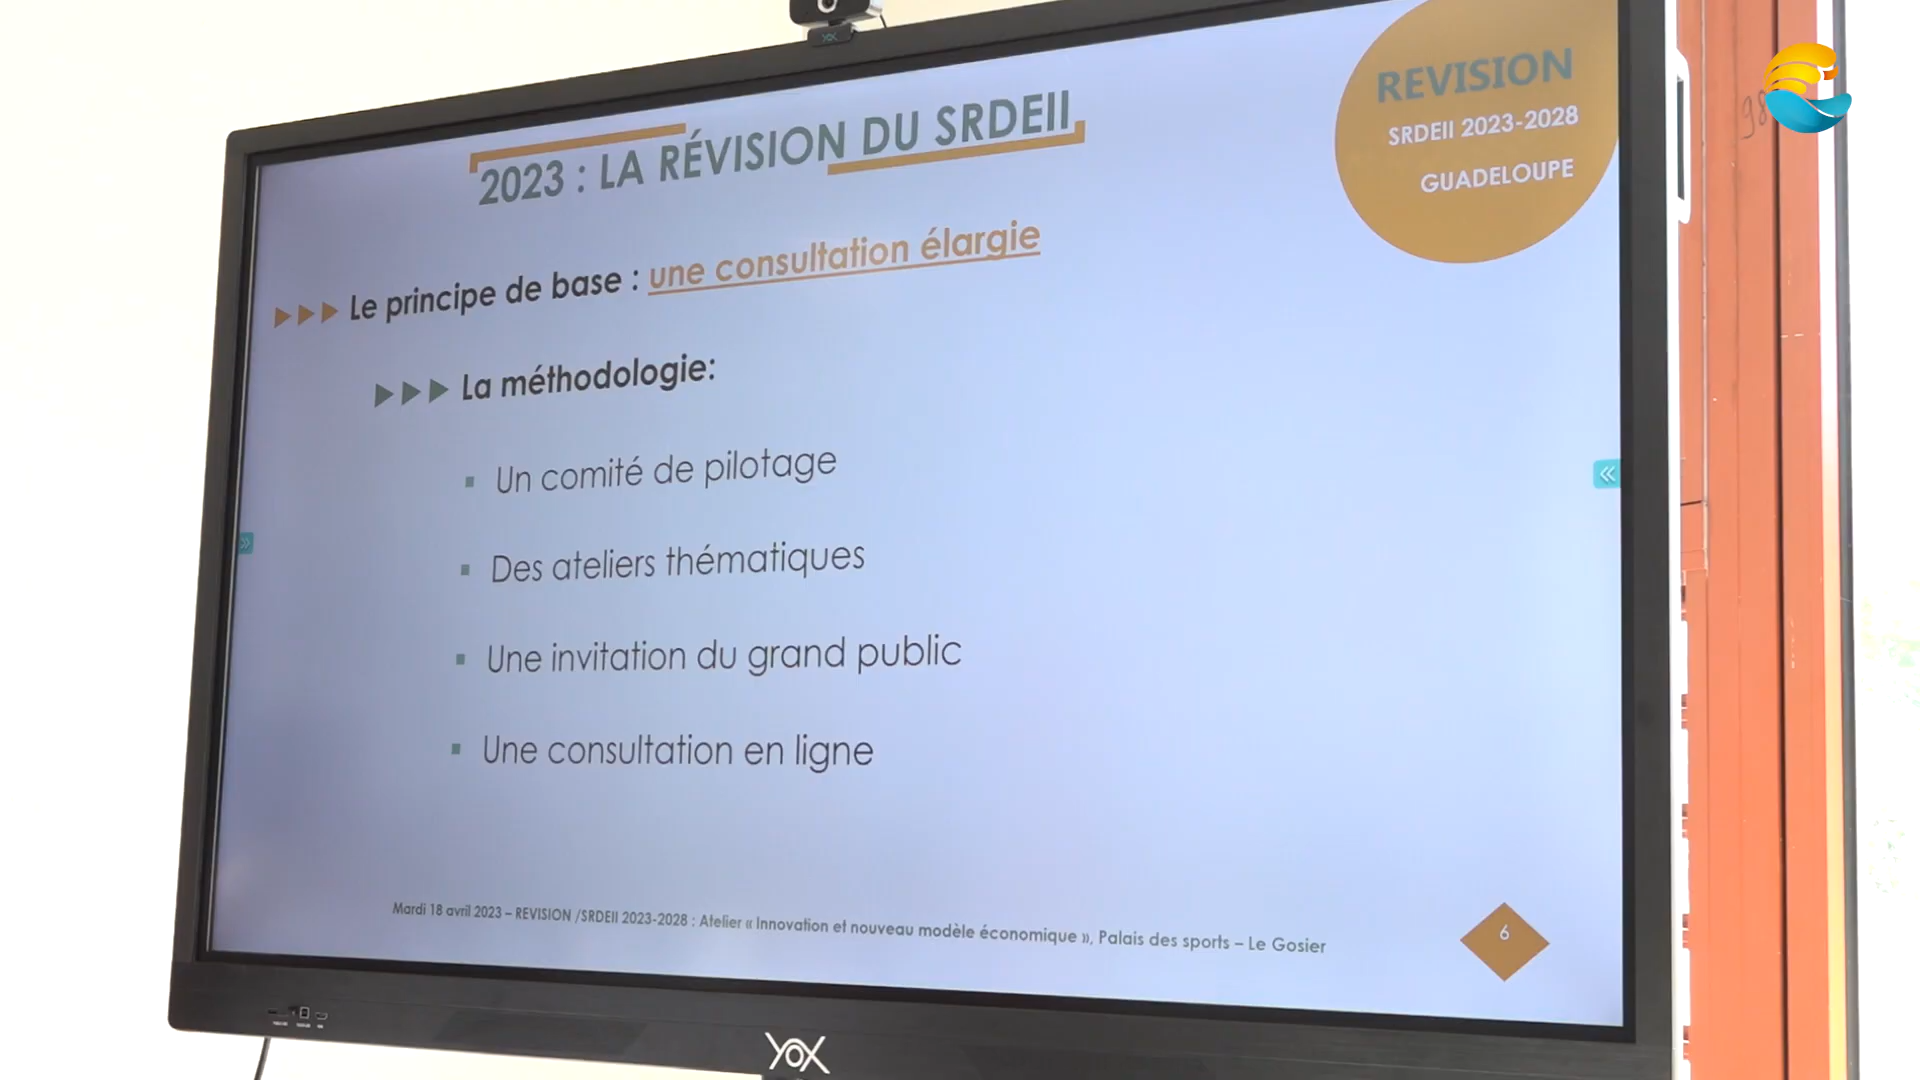 REVISION
SRDEII 2023-2028
GUADELOUPE
2023 : LA RÉVISION DU SRDEII
Le principe de base : une consultation élargie
La méthodologie:
Un comité de pilotage
Des ateliers thématiques
Une invitation du grand public
Une consultation en ligne
Mardi 18 avril 2023 – REVISION /SRDEII 2023-2028 : Atelier « Innovation et nouveau modèle économique », Palais des sports – Le Gosier
6
YOX
98